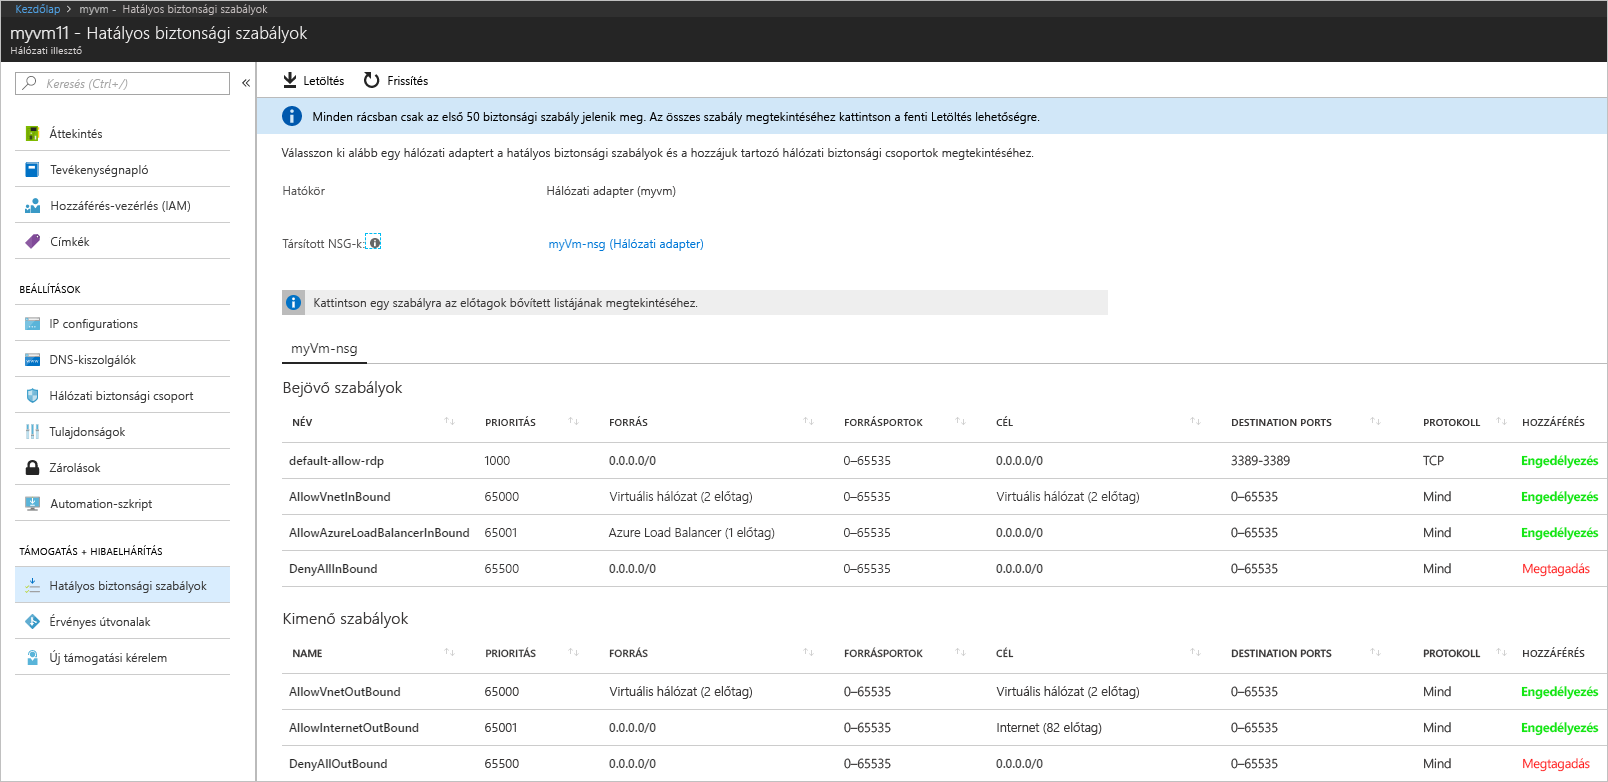 Kezdőlap > myvm - Hatályos biztonsági szabályok
myvm11 - Hatályos biztonsági szabályok
Hálózati illesztő
Keresés (Ctrl+/)
«
Áttekintés
Tevékenységnapló
Hozzáférés-vezérlés (IAM)
Címkék
BEÁLLÍTÁSOK
IP configurations
DNS-kiszolgálók
Hálózati biztonsági csoport
Tulajdonságok
Zárolások
Automation-szkript
TÁMOGATÁS + HIBAELHÁRÍTÁS
Hatályos biztonsági szabályok
Érvényes útvonalak
Új támogatási kérelem
Letöltés Frissítés
Minden rácsban csak az első 50 biztonsági szabály jelenik meg. Az összes szabály megtekintéséhez kattintson a fenti Letöltés lehetőségre.
Válasszon ki alább egy hálózati adaptert a hatályos biztonsági szabályok és a hozzájuk tartozó hálózati biztonsági csoportok megtekintéséhez.
Hatókör Hálózati adapter (myvm)
Társított NSG-k: myVm-nsg (Hálózati adapter)
Kattintson egy szabályra az előtagok bővített listájának megtekintéséhez.
myVm-nsg
Bejövő szabályok
NÉV PRIORITÁS FORRÁS FORRÁSPORTOK CÉL DESTINATION PORTS PROTOKOLL HOZZÁFÉRÉS
default-allow-rdp 1000 0.0.0.0/0 0–65535 0.0.0.0/0 3389-3389 TCP Engedélyezés
AllowVnetInBound 65000 Virtuális hálózat (2 előtag) 0–65535 Virtuális hálózat (2 előtag) 0–65535 Mind Engedélyezés
AllowAzureLoadBalancerInBound 65001 Azure Load Balancer (1 előtag) 0–65535 0.0.0.0/0 0–65535 Mind Engedélyezés
DenyAllInBound 65500 0.0.0.0/0 0–65535 0.0.0.0/0 0–65535 Mind Megtagadás
Kimenő szabályok
NAME PRIORITÁS FORRÁS FORRÁSPORTOK CÉL DESTINATION PORTS PROTOKOLL HOZZÁFÉRÉS
AllowVnetOutBound 65000 Virtuális hálózat (2 előtag) 0–65535 Virtuális hálózat (2 előtag) 0–65535 Mind Engedélyezés
AllowInternetOutBound 65001 0.0.0.0/0 0–65535 Internet (82 előtag) 0–65535 Mind Engedélyezés
DenyAllOutBound 65500 0.0.0.0/0 0–65535 0.0.0.0/0 0–65535 Mind Megtagadás